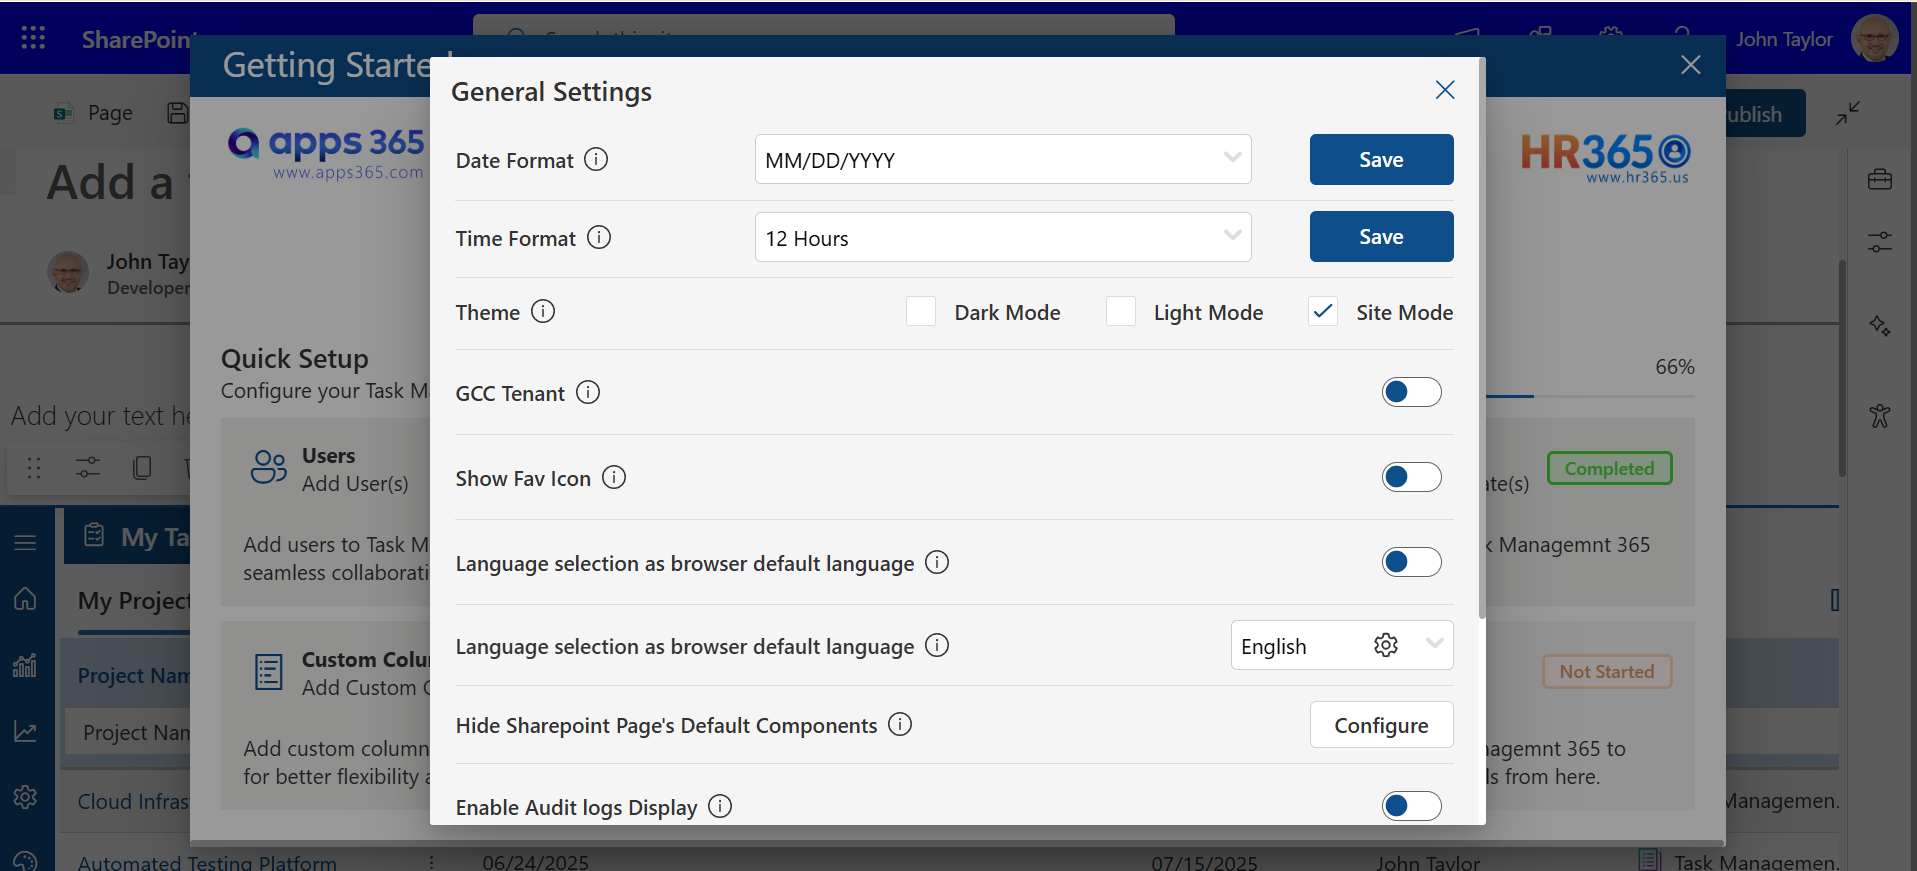 SharePoint
John Taylor
Getting Started
Page
Add a
John Tay
Developer
Add your text he
My Ta
My Project
Project Nam
Project Nam
Cloud Infras
Automated Testing Platform
06/24/2025
07/15/2025
John Taylor
Task Managemen.
Managemen.
ublish
apps 365
www.apps365.com
HR365
www.hr365.us
Quick Setup
Configure your Task M
66%
Users
Add User(s)
Add users to Task M
seamless collaborati
Completed
ate(s)
k Managemnt 365
Custom Colu
Add Custom C
Add custom column
for better flexibility a
Not Started
nagemnt 365 to
ls from here.
General Settings
Date Format
MM/DD/YYYY
Save
Time Format
12 Hours
Save
Theme
Dark Mode
Light Mode
Site Mode
GCC Tenant
Show Fav Icon
Language selection as browser default language
Language selection as browser default language
English
Hide Sharepoint Page's Default Components
Configure
Enable Audit logs Display